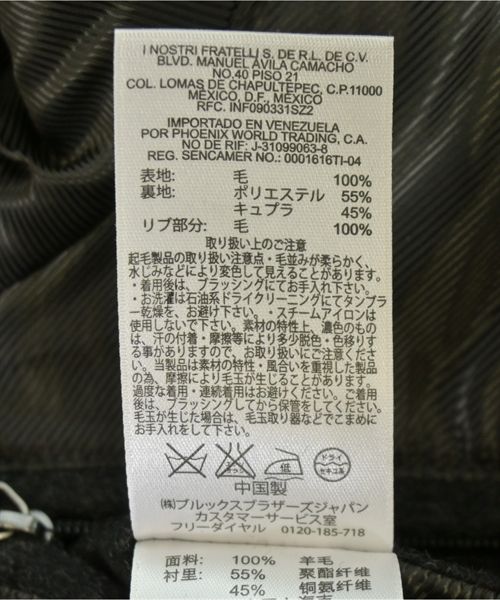 I NOSTRI FRATELLI S. DE R.L. DE C.V.
BLVD. MANUEL ÁVILA CAMACHO
NO.40 PISO 21
COL. LOMAS DE CHAPULTEPEC, C.P.11000
MÉXICO, D.F. MÉXICO
RFC. INF090331SZ2
IMPORTADO EN VENEZUELA
POR PHOENIX WORLD TRADING, C.A.
NO DE RIF: J-31099063-8
REG. SENCAMER NO.: 0001616TI-04
表地: 毛 100%
裏地: ポリエステル 55%
キュプラ 45%
リブ部分: 毛 100%
取り扱い上のご注意
起毛製品の取り扱い注意点・毛並みが柔らかく、
水じみなどにより変色して見えることがあります。
・着用後は、ブラッシングにてお手入れ下さい。
・お洗濯は石油系ドライクリーニングにてタンブラ
ー乾燥を、お避け下さい。・スチームアイロンは
使用しないで下さい。素材の特性上、濃色のもの
は、汗の付着・摩擦等により多少脱色・色移りす
る事がありますので、お取り扱いにご注意くださ
い。当製品は素材の特性・風合いを重視した製品
の為、摩擦により毛玉が生じることがあります。
過度な着用・連続着用はお避けください。ご着用
後は、ブラッシングしてから保管をしてください。
毛玉が生じた場合は、毛玉取り器などでこまめに
お手入れをして下さい。
低
ドライ
セキユ系
中国製
(株)ブルックスブラザーズジャパン
カスタマーサービス室
フリーダイヤル 0120-185-718
面料: 100% 羊毛
衬里: 55% 聚酯纤维
45% 铜氨纤维